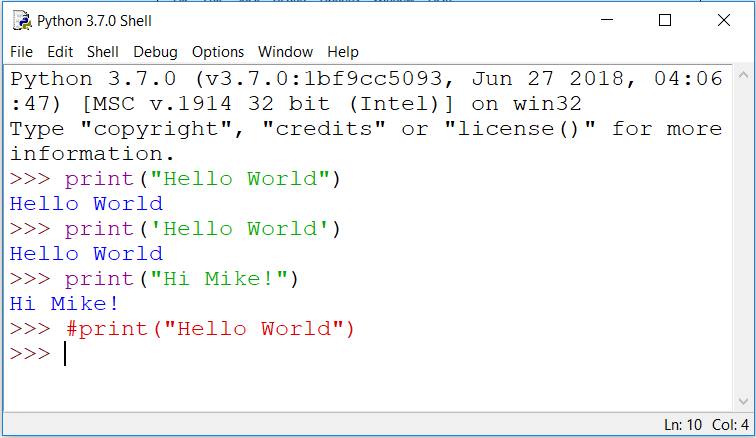 Python 3.7.0 Shell
File Edit Shell Debug Options Window Help
Python 3.7.0 (v3.7.0:1bf9cc5093, Jun 27 2018, 04:06
:47) [MSC v.1914 32 bit (Intel)] on win32
Type "copyright", "credits" or "license()" for more
information.
>>> print("Hello World")
Hello World
>>> print('Hello World')
Hello World
>>> print("Hi Mike!")
Hi Mike!
>>> #print("Hello World")
>>>
Ln: 10 Col: 4